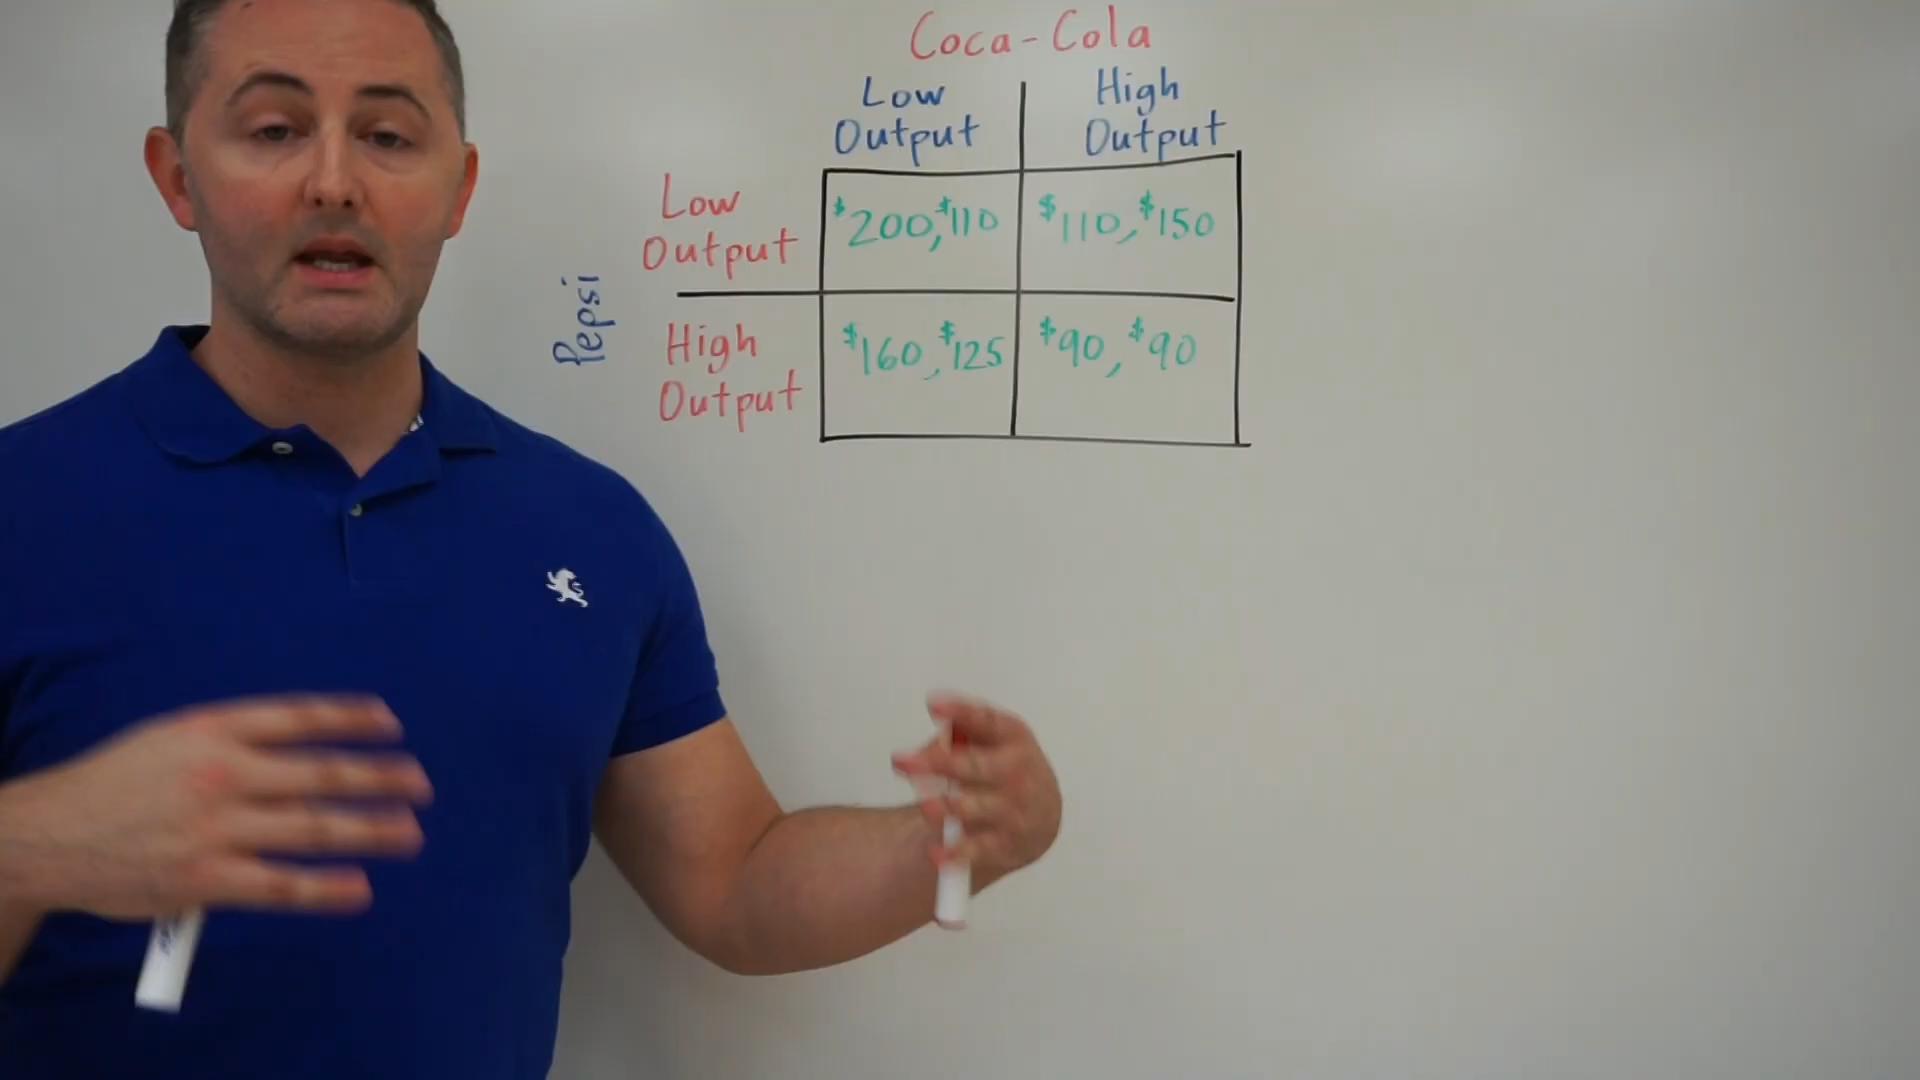 Coca-Cola
Low Output
High Output
Pepsi
Low Output
$200, $110
$110, $150
High Output
$160, $125
$90, $90